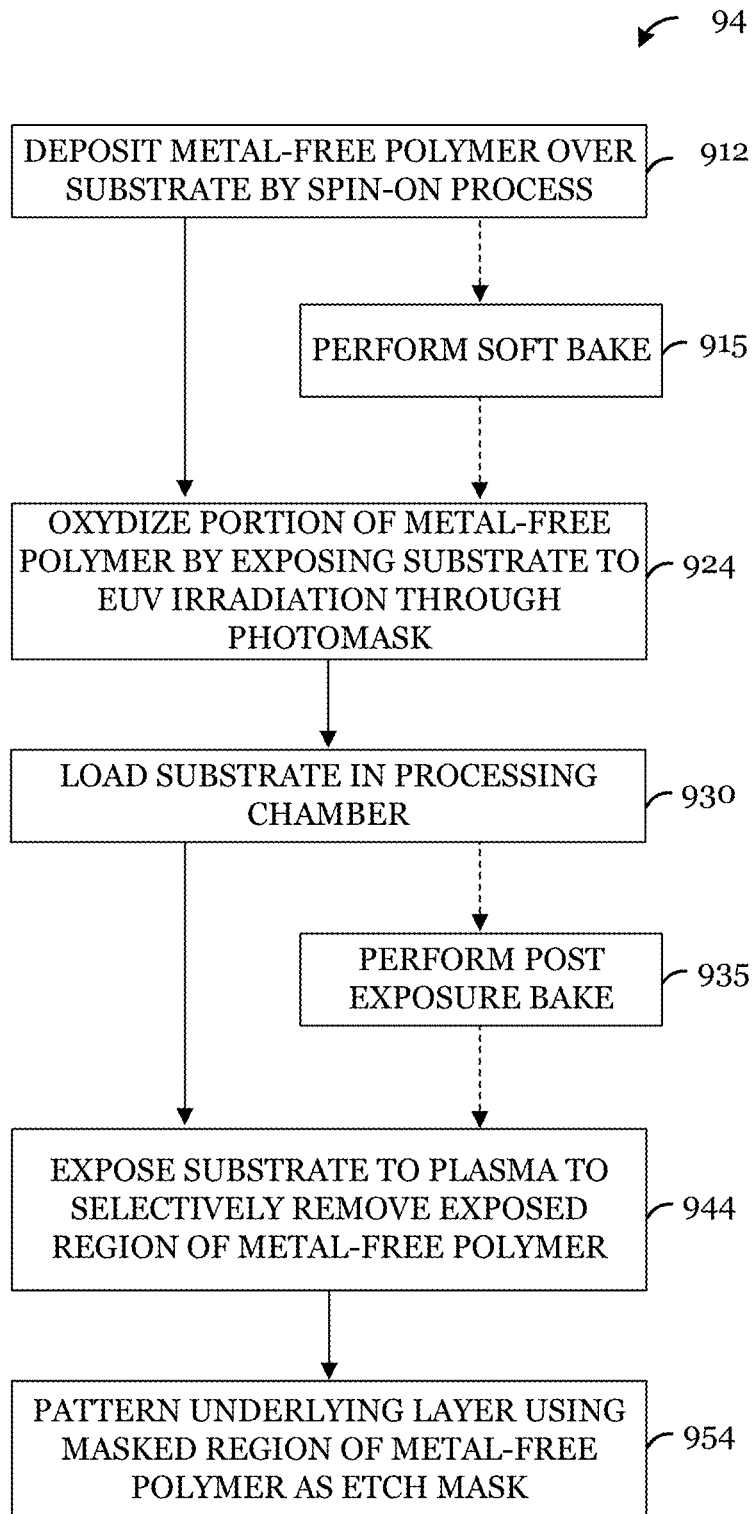 94
DEPOSIT METAL-FREE POLYMER OVER
SUBSTRATE BY SPIN-ON PROCESS
912
PERFORM SOFT BAKE
915
OXYDIZE PORTION OF METAL-FREE
POLYMER BY EXPOSING SUBSTRATE TO
EUV IRRADIATION THROUGH
PHOTOMASK
924
LOAD SUBSTRATE IN PROCESSING
CHAMBER
930
PERFORM POST
EXPOSURE BAKE
935
EXPOSE SUBSTRATE TO PLASMA TO
SELECTIVELY REMOVE EXPOSED
REGION OF METAL-FREE POLYMER
944
PATTERN UNDERLYING LAYER USING
MASKED REGION OF METAL-FREE
POLYMER AS ETCH MASK
954